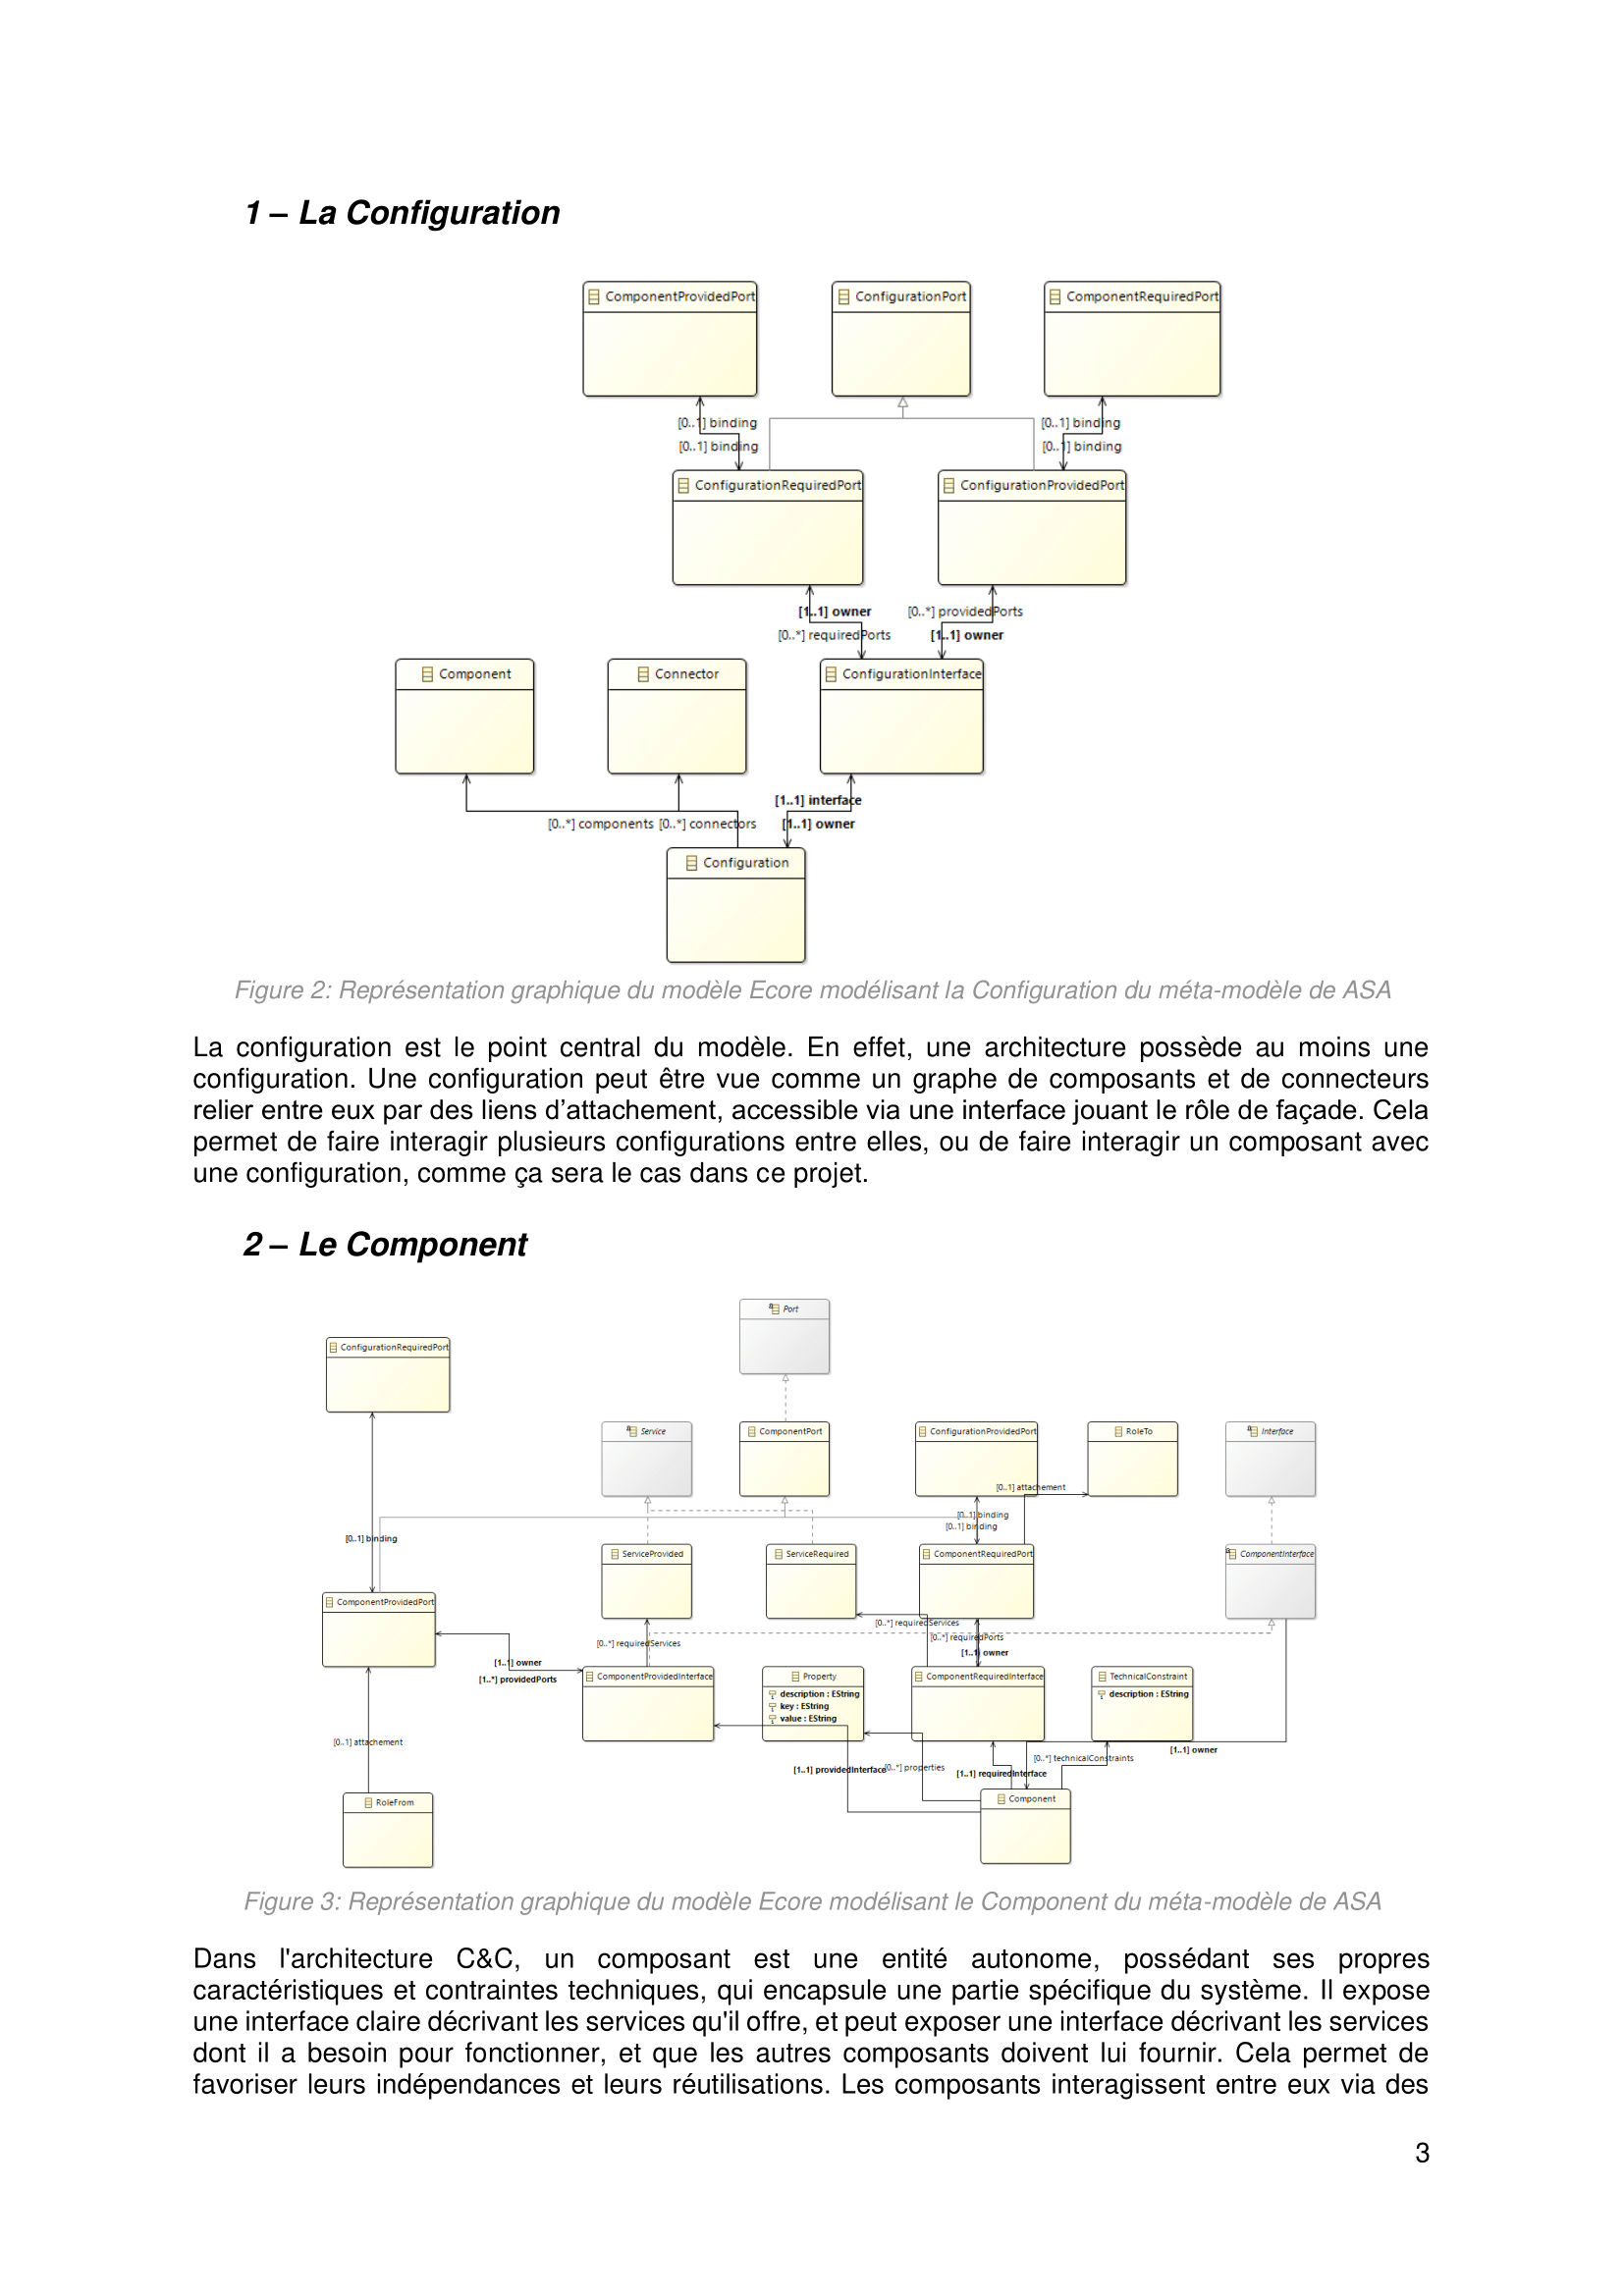 1 – La Configuration
ComponentProvidedPort
ConfigurationPort
ComponentRequiredPort
[0..1] binding
[0..1] binding
[0..1] binding
[0..1] binding
ConfigurationRequiredPort
ConfigurationProvidedPort
[1..1] owner
[0..*] providedPorts
[0..*] requiredPorts
[1..1] owner
Component
Connector
ConfigurationInterface
[1..1] interface
[0..*] components
[0..*] connectors
[1..1] owner
Configuration
Figure 2: Représentation graphique du modèle Ecore modélisant la Configuration du méta-modèle de ASA
La configuration est le point central du modèle. En effet, une architecture possède au moins une
configuration. Une configuration peut être vue comme un graphe de composants et de connecteurs
relier entre eux par des liens d’attachement, accessible via une interface jouant le rôle de façade. Cela
permet de faire interagir plusieurs configurations entre elles, ou de faire interagir un composant avec
une configuration, comme ça sera le cas dans ce projet.
2 – Le Component
Port
ConfigurationRequiredPort
Service
ComponentPort
ConfigurationProvidedPort
RoleTo
Interface
[0..1] attachement
[0..1] binding
[0..1] binding
[0..1] binding
ServiceProvided
ServiceRequired
ComponentRequiredPort
ComponentInterface
ComponentProvidedPort
[0..*] requiredServices
[0..*] requiredPorts
[0..*] requiredServices
[1..1] owner
[1..1] owner
[1..*] providedPorts
ComponentProvidedInterface
Property
description : EString
key : EString
value : EString
ComponentRequiredInterface
TechnicalConstraint
description : EString
[0..1] attachement
[1..1] owner
[0..*] technicalConstraints
[1..1] providedInterface
[0..*] properties
[1..1] requiredInterface
RoleFrom
Component
Figure 3: Représentation graphique du modèle Ecore modélisant le Component du méta-modèle de ASA
Dans l'architecture C&C, un composant est une entité autonome, possédant ses propres
caractéristiques et contraintes techniques, qui encapsule une partie spécifique du système. Il expose
une interface claire décrivant les services qu'il offre, et peut exposer une interface décrivant les services
dont il a besoin pour fonctionner, et que les autres composants doivent lui fournir. Cela permet de
favoriser leurs indépendances et leurs réutilisations. Les composants interagissent entre eux via des
3